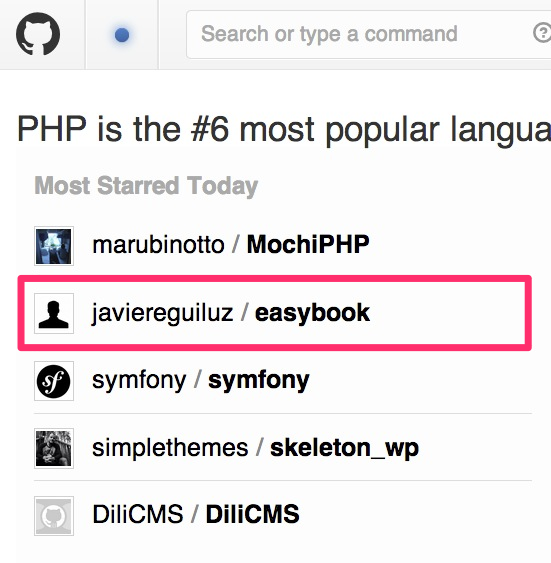 Search or type a command
PHP is the #6 most popular langua
Most Starred Today
marubinotto / MochiPHP
javiereguiluz / easybook
symfony / symfony
simplethemes / skeleton_wp
DiliCMS / DiliCMS